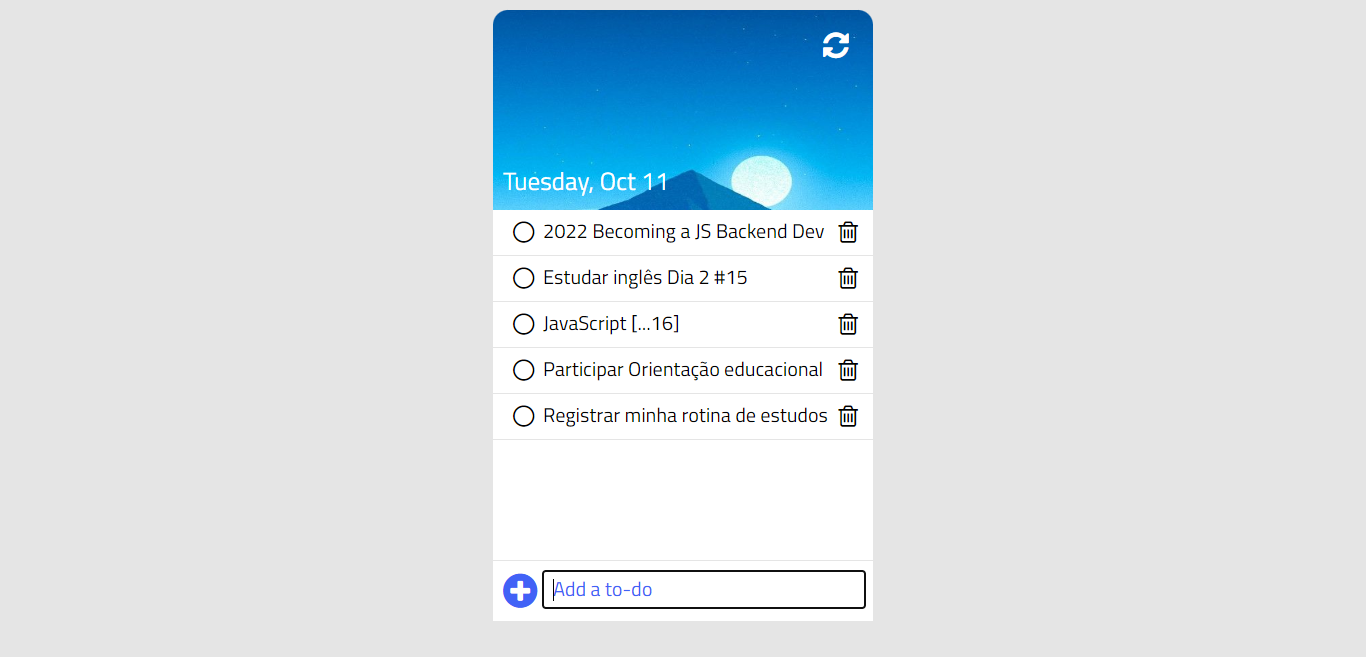 Tuesday, Oct 11
2022 Becoming a JS Backend Dev
Estudar inglês Dia 2 #15
JavaScript [...16]
Participar Orientação educacional
Registrar minha rotina de estudos
Add a to-do